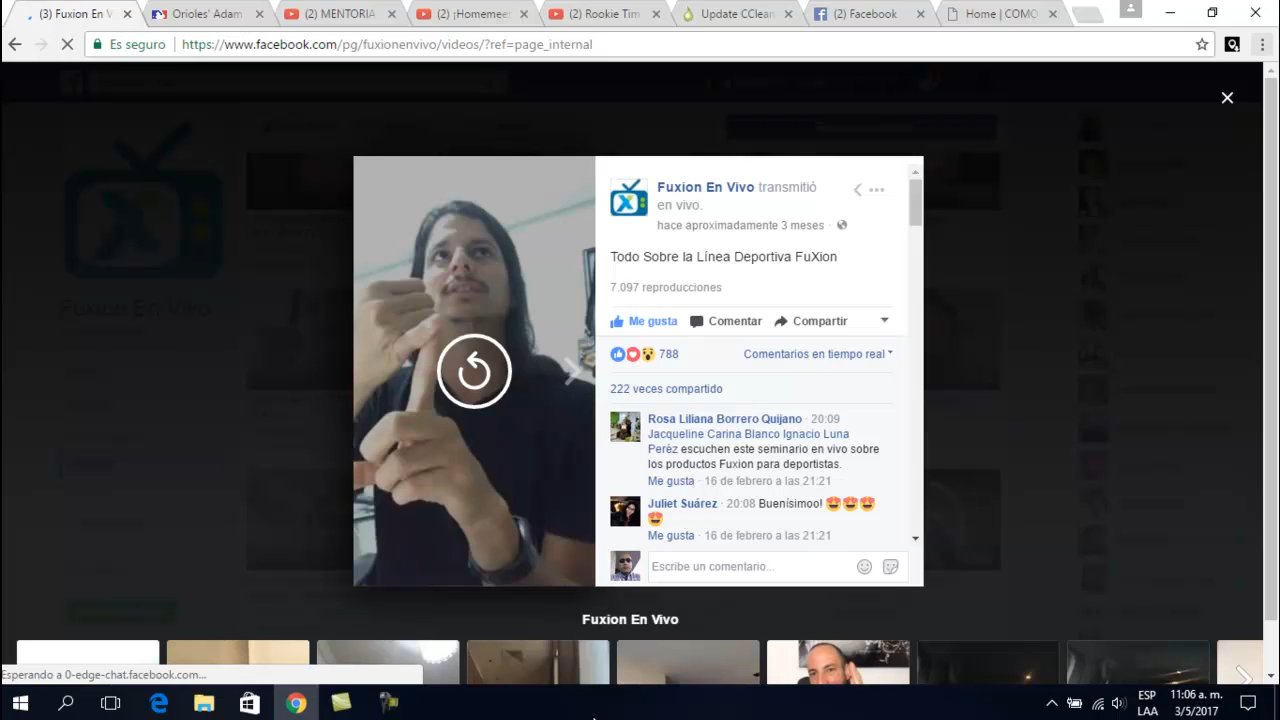 (3) Fuxion En Viv
Orioles' Adam
(2) MENTORIA
(2) ¡Homemee
(2) Rookie Tim
Update CClean
(2) Facebook
Home | COMO
Es seguro
https://www.facebook.com/pg/fuxionenvivo/videos/?ref=page_internal
Fuxion En Vivo transmitió
en vivo.
hace aproximadamente 3 meses ·
Todo Sobre la Línea Deportiva FuXion
7.097 reproducciones
Me gusta Comentar Compartir
788 Comentarios en tiempo real
222 veces compartido
Rosa Liliana Borrero Quijano · 20:09
Jacqueline Carina Blanco Ignacio Luna
Peréz escuchen este seminario en vivo sobre
los productos Fuxion para deportistas.
Me gusta · 16 de febrero a las 21:21
Juliet Suárez · 20:08 Buenísimoo! 😍😍😍
😍
Me gusta · 16 de febrero a las 21:21
Escribe un comentario...
Fuxion En Vivo
Fuxion En Vivo
Esperando a 0-edge-chat.facebook.com...
ESP
LAA
11:06 a. m.
3/5/2017